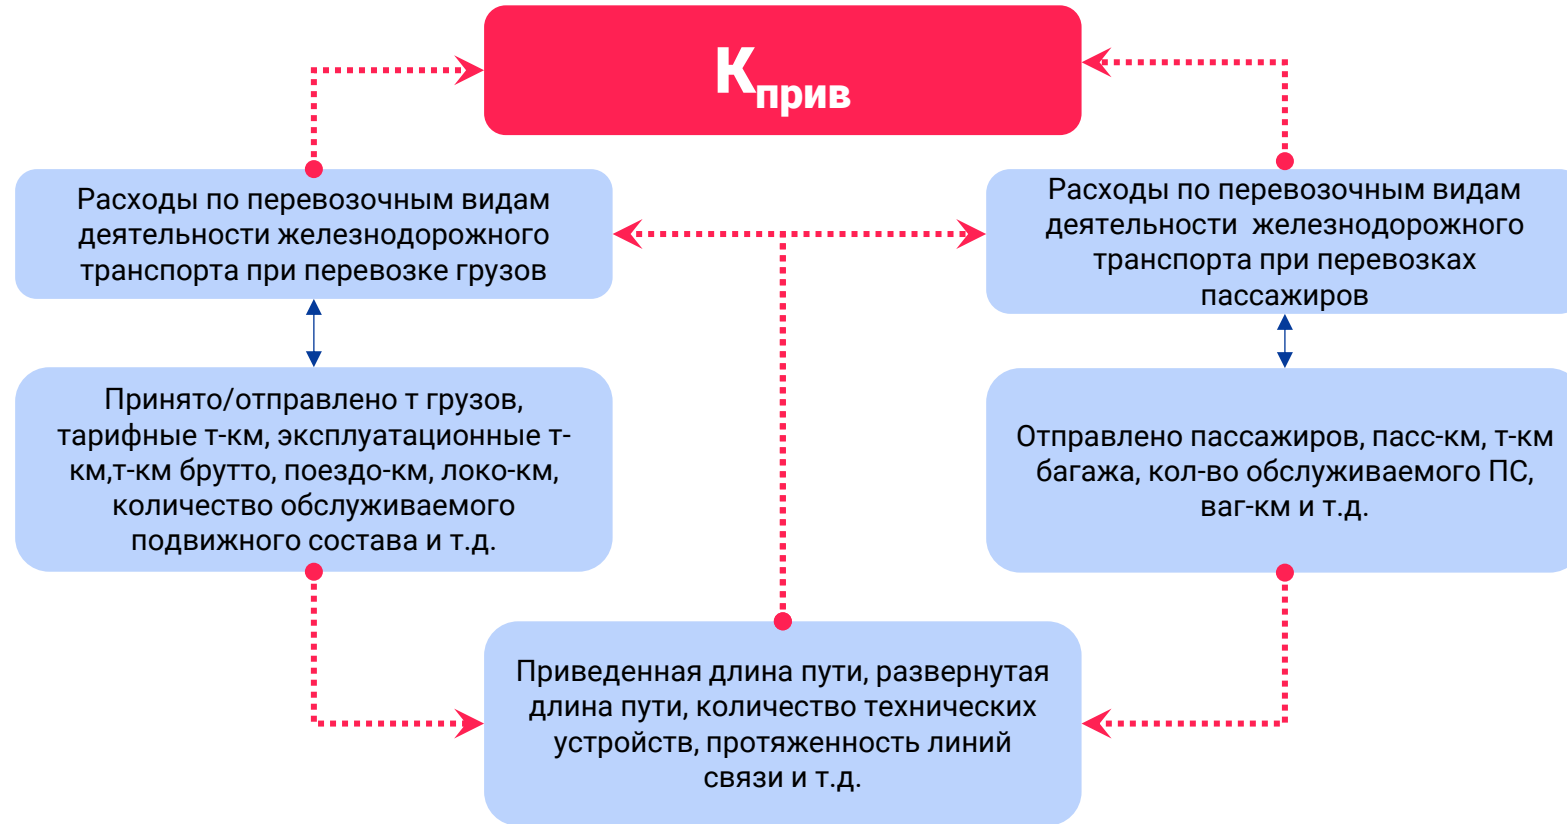 Кприв
Расходы по перевозочным видам
деятельности железнодорожного
транспорта при перевозке грузов
Расходы по перевозочным видам
деятельности железнодорожного
транспорта при перевозках
пассажиров
Принято/отправлено т грузов,
тарифные т-км, эксплуатационные т-
км,т-км брутто, поездо-км, локо-км,
количество обслуживаемого
подвижного состава и т.д.
Отправлено пассажиров, пасс-км, т-км
багажа, кол-во обслуживаемого ПС,
ваг-км и т.д.
Приведенная длина пути, развернутая
длина пути, количество технических
устройств, протяженность линий
связи и т.д.